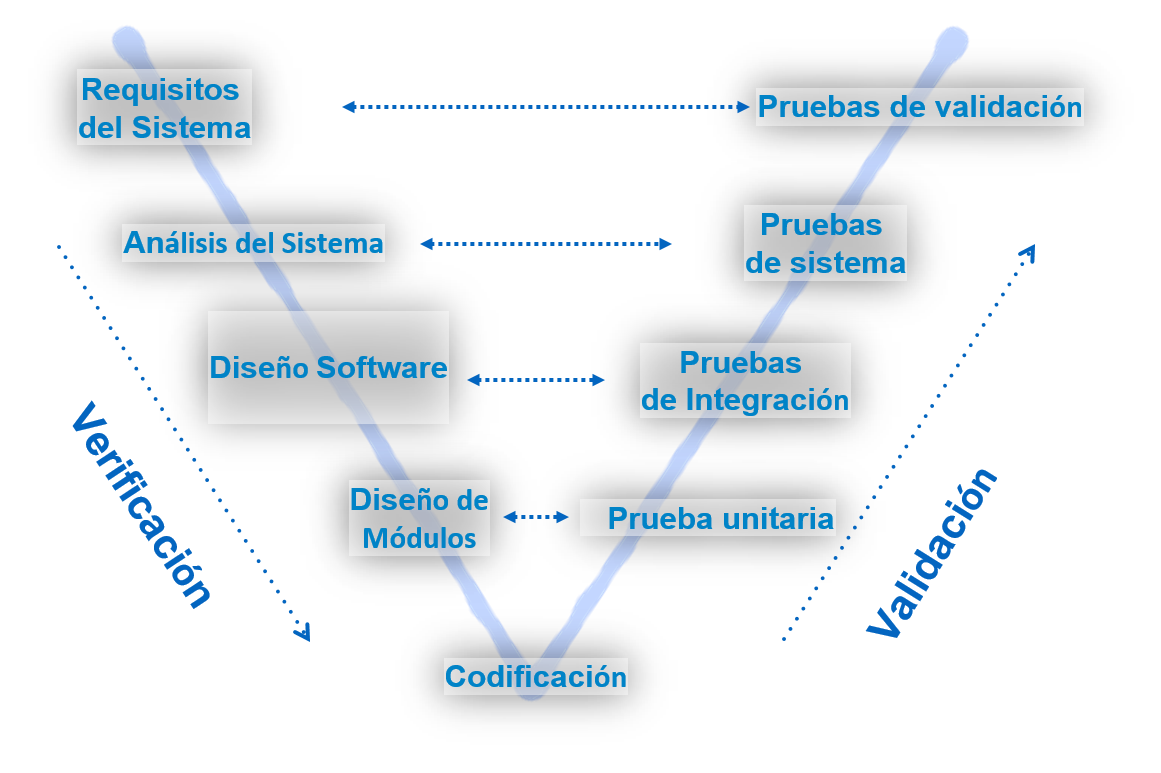 Requisitos
del Sistema
Pruebas de validación
Análisis del Sistema
Pruebas
de sistema
Diseño Software
Pruebas
de Integración
Verificación
Diseño de
Módulos
Prueba unitaria
Validación
Codificación